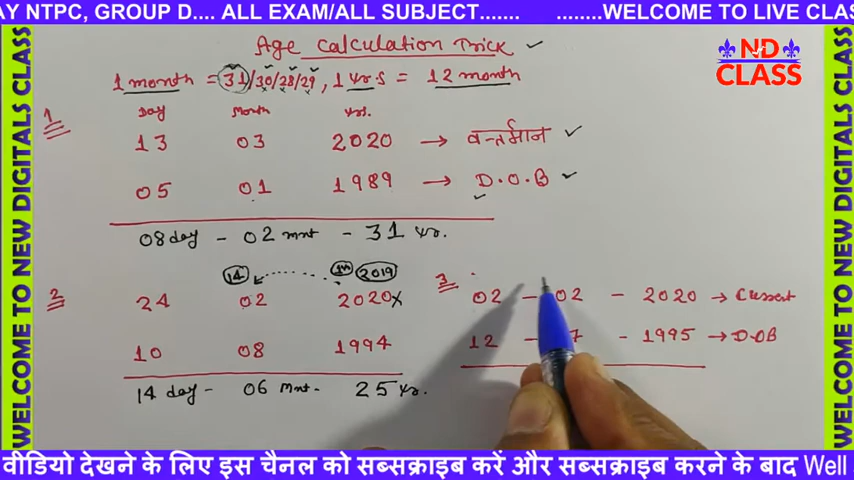 AY NTPC, GROUP D.... ALL EXAM/ALL SUBJECT....... ........WELCOME TO LIVE CLAS
ND
CLASS
Age Calculation Trick
1 month = 31/30/28/29, 1 yrs = 12 month
Day Month Yrs.
1
13 03 2020 → वर्तमान
05 01 1989 → D.O.B
08 day - 02 mnt - 31 yr.
14 1yr 2019
2
24 02 2020
10 08 1994
14 day - 06 mnt. 25 yr.
3
02 - 02 - 2020 → Current
12 - 7 - 1995 → D.OB
WELCOME TO NEW DIGITALS CLASS
WELCOME TO NEW DIGITALS CLASS
वीडियो देखने के लिए इस चैनल को सब्सक्राइब करें और सब्सक्राइब करने के बाद Well